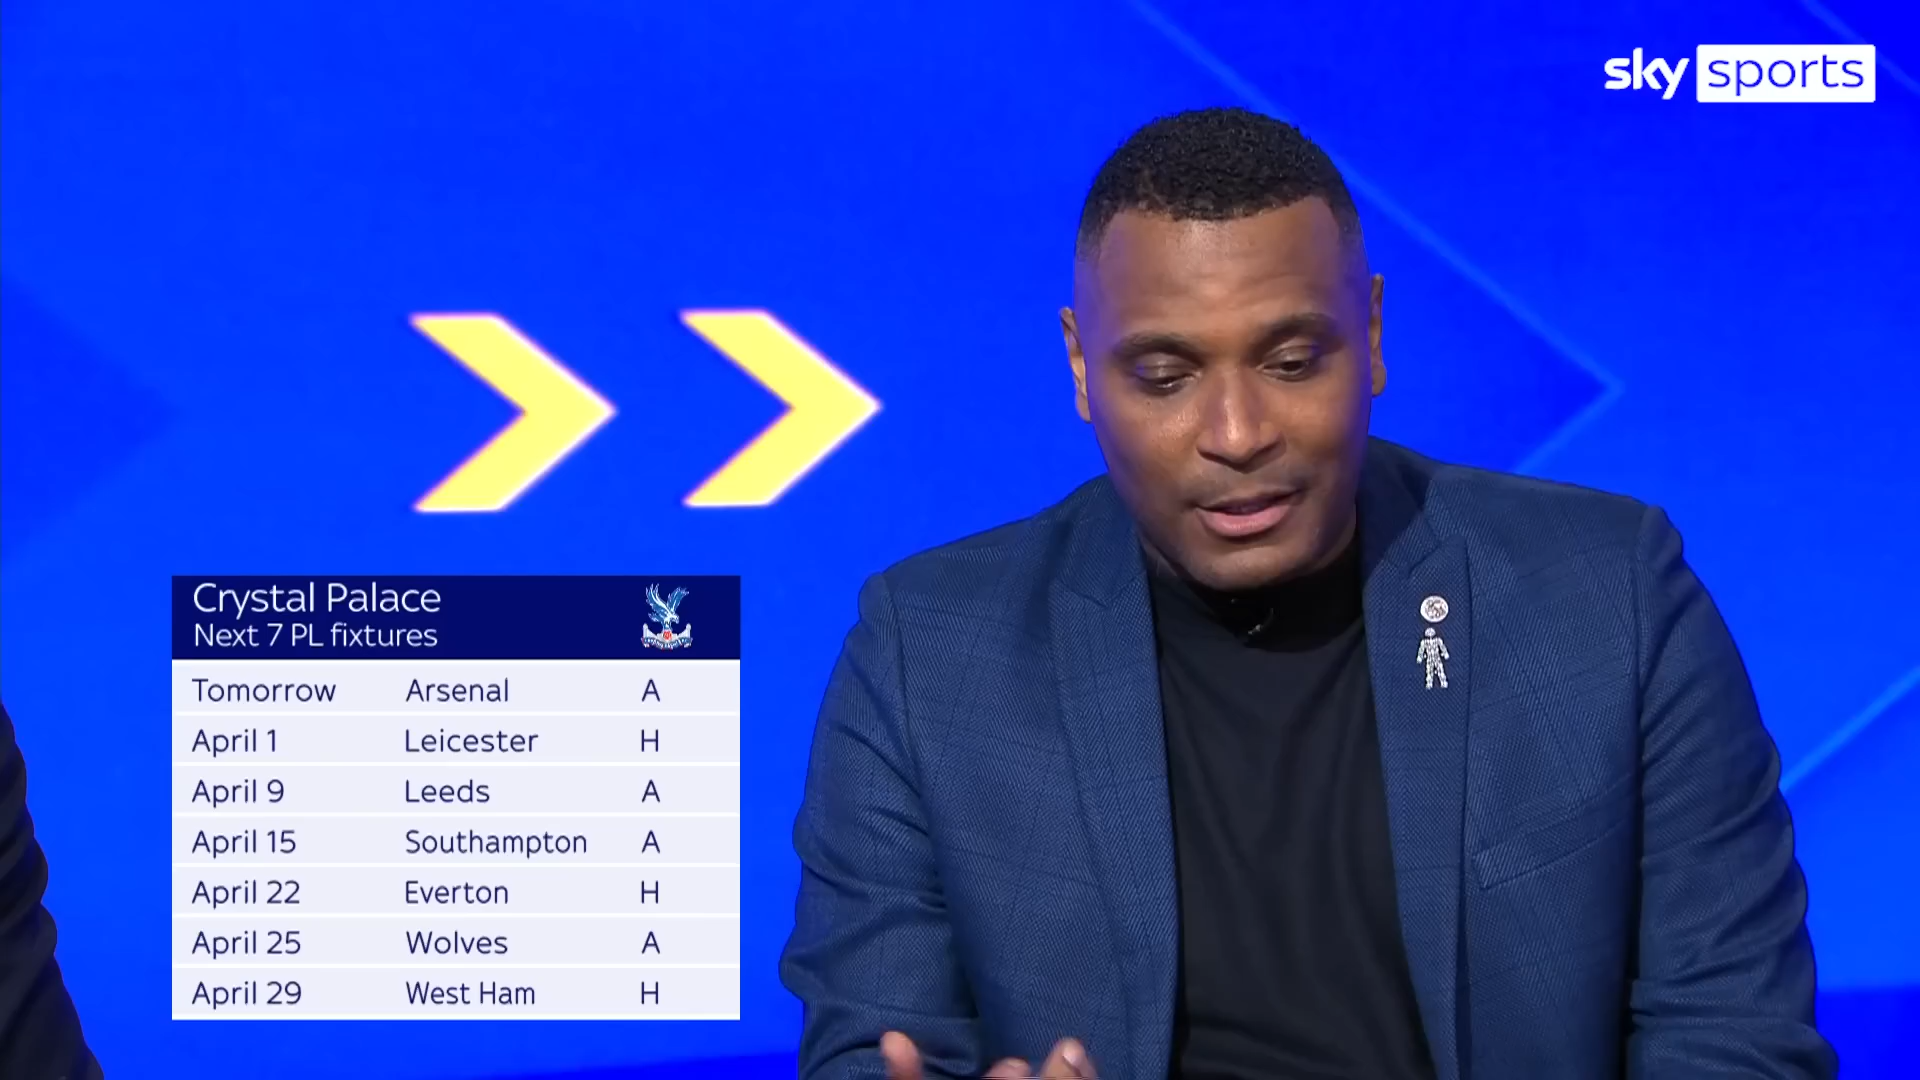 sky sports
Crystal Palace
Next 7 PL fixtures
Tomorrow Arsenal A
April 1 Leicester H
April 9 Leeds A
April 15 Southampton A
April 22 Everton H
April 25 Wolves A
April 29 West Ham H